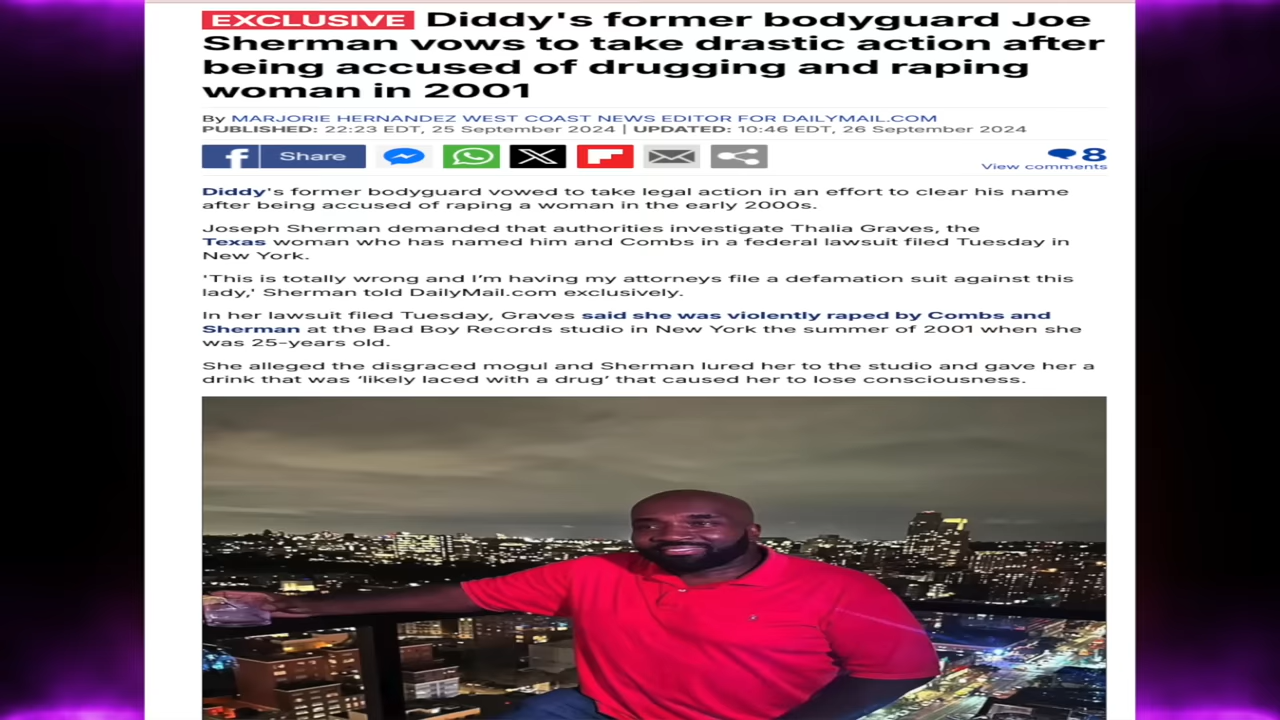 EXCLUSIVE Diddy's former bodyguard Joe
Sherman vows to take drastic action after
being accused of drugging and raping
woman in 2001
By MARJORIE HERNANDEZ WEST COAST NEWS EDITOR FOR DAILYMAIL.COM
PUBLISHED: 22:23 EDT, 25 September 2024 | UPDATED: 10:46 EDT, 26 September 2024
f Share
8
View comments
Diddy's former bodyguard vowed to take legal action in an effort to clear his name
after being accused of raping a woman in the early 2000s.
Joseph Sherman demanded that authorities investigate Thalia Graves, the
Texas woman who has named him and Combs in a federal lawsuit filed Tuesday in
New York.
'This is totally wrong and I'm having my attorneys file a defamation suit against this
lady,' Sherman told DailyMail.com exclusively.
In her lawsuit filed Tuesday, Graves said she was violently raped by Combs and
Sherman at the Bad Boy Records studio in New York the summer of 2001 when she
was 25-years old.
She alleged the disgraced mogul and Sherman lured her to the studio and gave her a
drink that was 'likely laced with a drug' that caused her to lose consciousness.